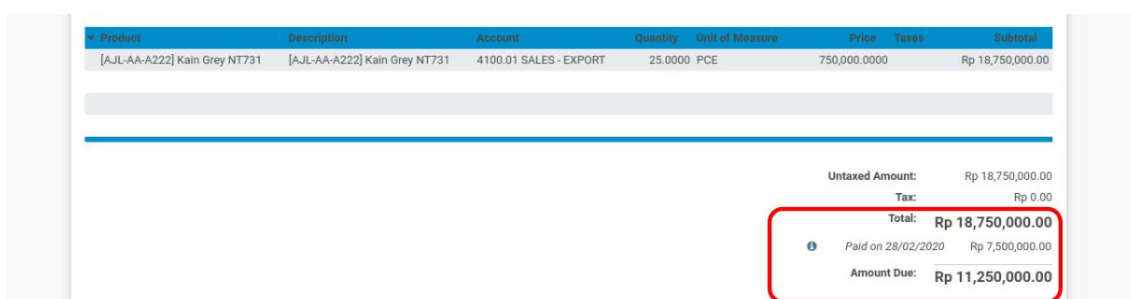 Product Description Account Quantity Unit of Measure Price Taxes Subtotal
[AJL-AA-A222] Kain Grey NT731 [AJL-AA-A222] Kain Grey NT731 4100.01 SALES - EXPORT 25.0000 PCE 750,000.0000 Rp 18,750,000.00
Untaxed Amount: Rp 18,750,000.00
Tax: Rp 0.00
Total: Rp 18,750,000.00
Paid on 28/02/2020 Rp 7,500,000.00
Amount Due: Rp 11,250,000.00